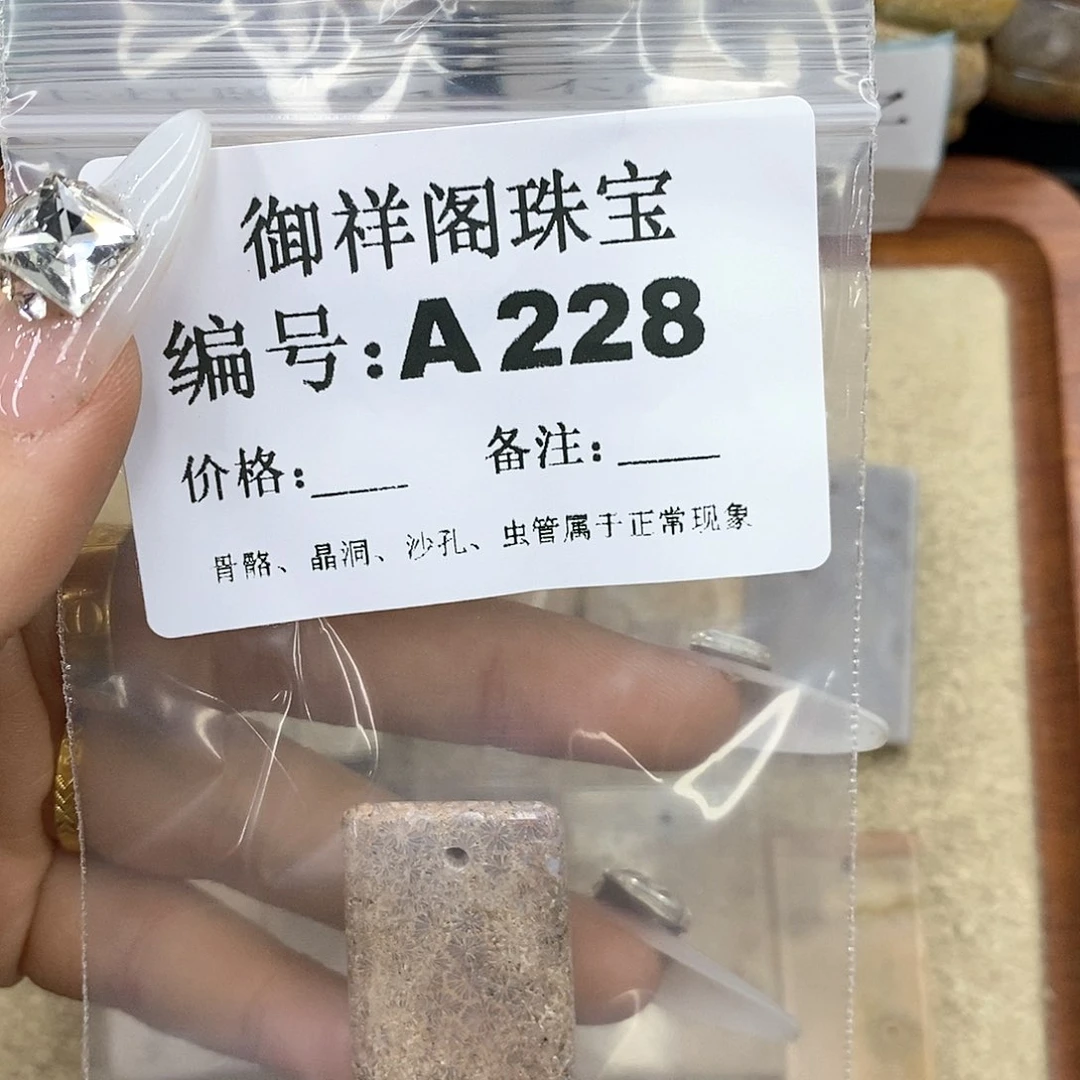 御祥阁珠宝
编号:A228
价格:____ 备注:____
骨骼、晶洞、沙孔、虫管属于正常现象